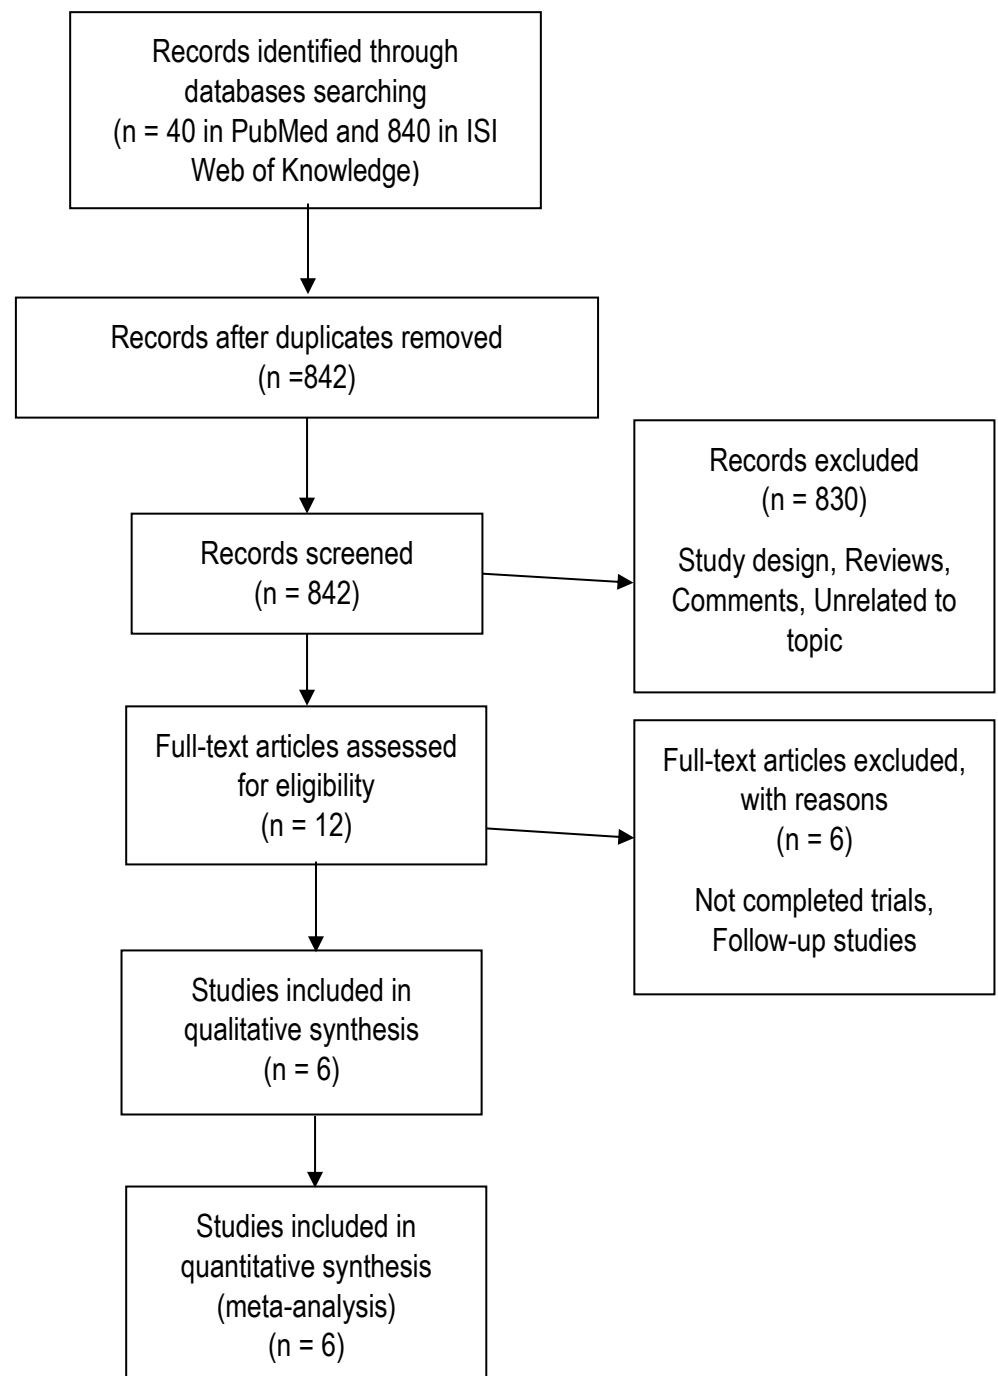 Records identified through
databases searching
(n = 40 in PubMed and 840 in ISI
Web of Knowledge)
Records after duplicates removed
(n =842)
Records screened
(n = 842)
Records excluded
(n = 830)
Study design, Reviews,
Comments, Unrelated to
topic
Full-text articles assessed
for eligibility
(n = 12)
Full-text articles excluded,
with reasons
(n = 6)
Not completed trials,
Follow-up studies
Studies included in
qualitative synthesis
(n = 6)
Studies included in
quantitative synthesis
(meta-analysis)
(n = 6)